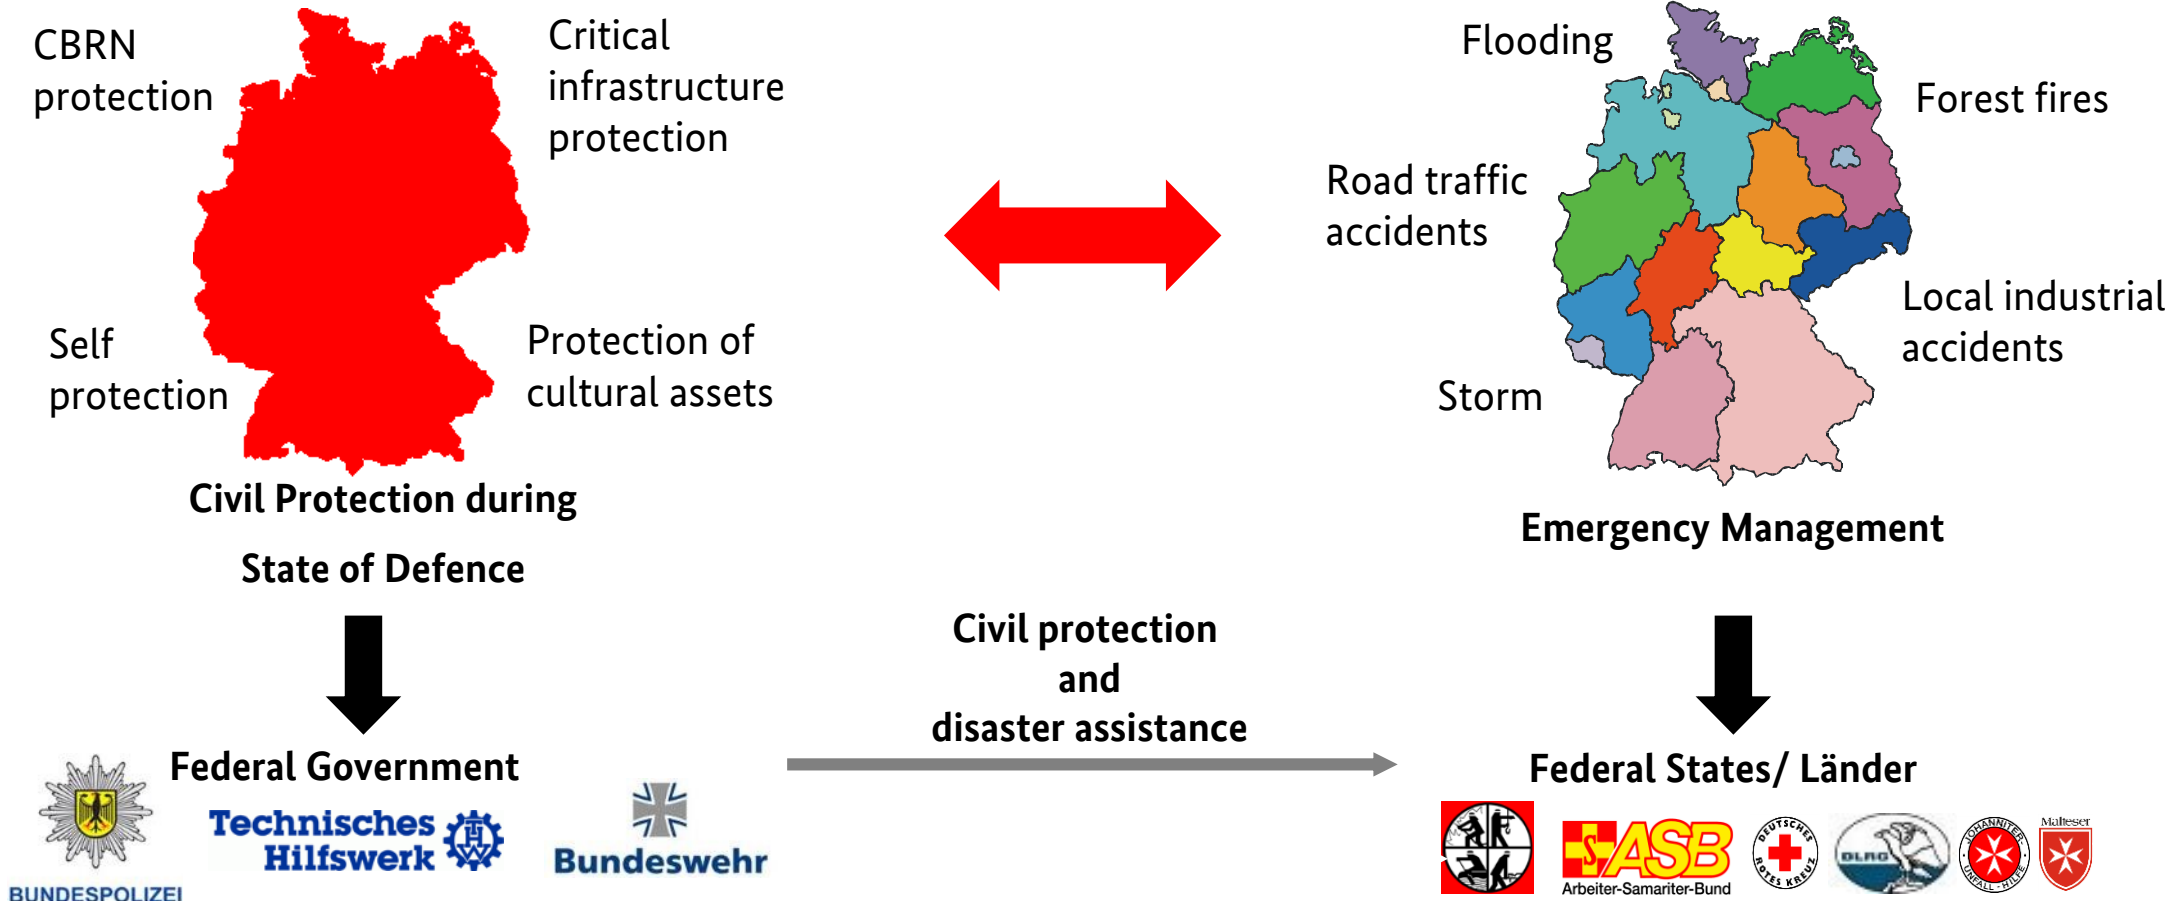 CBRN
protection
Critical
infrastructure
protection
Self
protection
Protection of
cultural assets
Civil Protection during
State of Defence
Flooding
Forest fires
Road traffic
accidents
Local industrial
accidents
Storm
Emergency Management
Civil protection
and
disaster assistance
Federal Government
BUNDESPOLIZEI
Technisches
Hilfswerk
THW
Bundeswehr
Federal States/ Länder
S ASB
Arbeiter-Samariter-Bund
DEUTSCHES
ROTES KREUZ
DLRG
JOHANNITER-
UNFALL-HILFE
Malteser